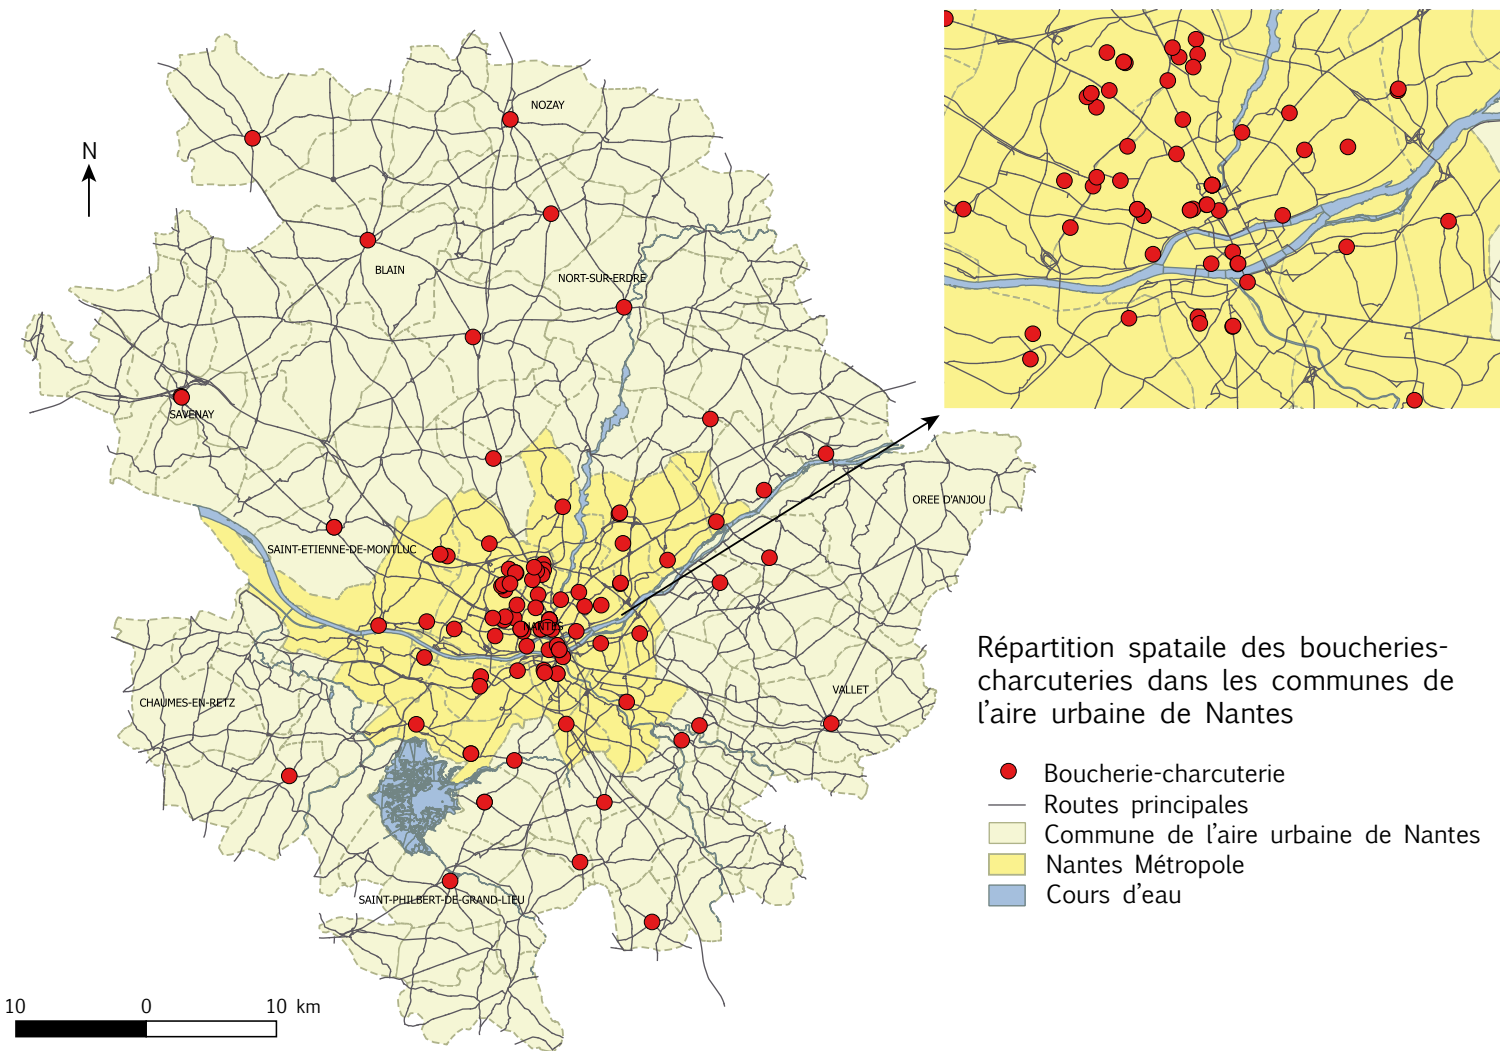 NOZAY
N
BLAIN
NORT-SUR-ERDRE
SAVENAY
OREE D'ANJOU
SAINT-ETIENNE-DE-MONTLUC
NANTES
CHAUMES-EN-RETZ
VALLET
SAINT-PHILBERT-DE-GRAND-LIEU
10 0 10 km
Répartition spataile des boucheries-
charcuteries dans les communes de
l'aire urbaine de Nantes
Boucherie-charcuterie
Routes principales
Commune de l'aire urbaine de Nantes
Nantes Métropole
Cours d'eau